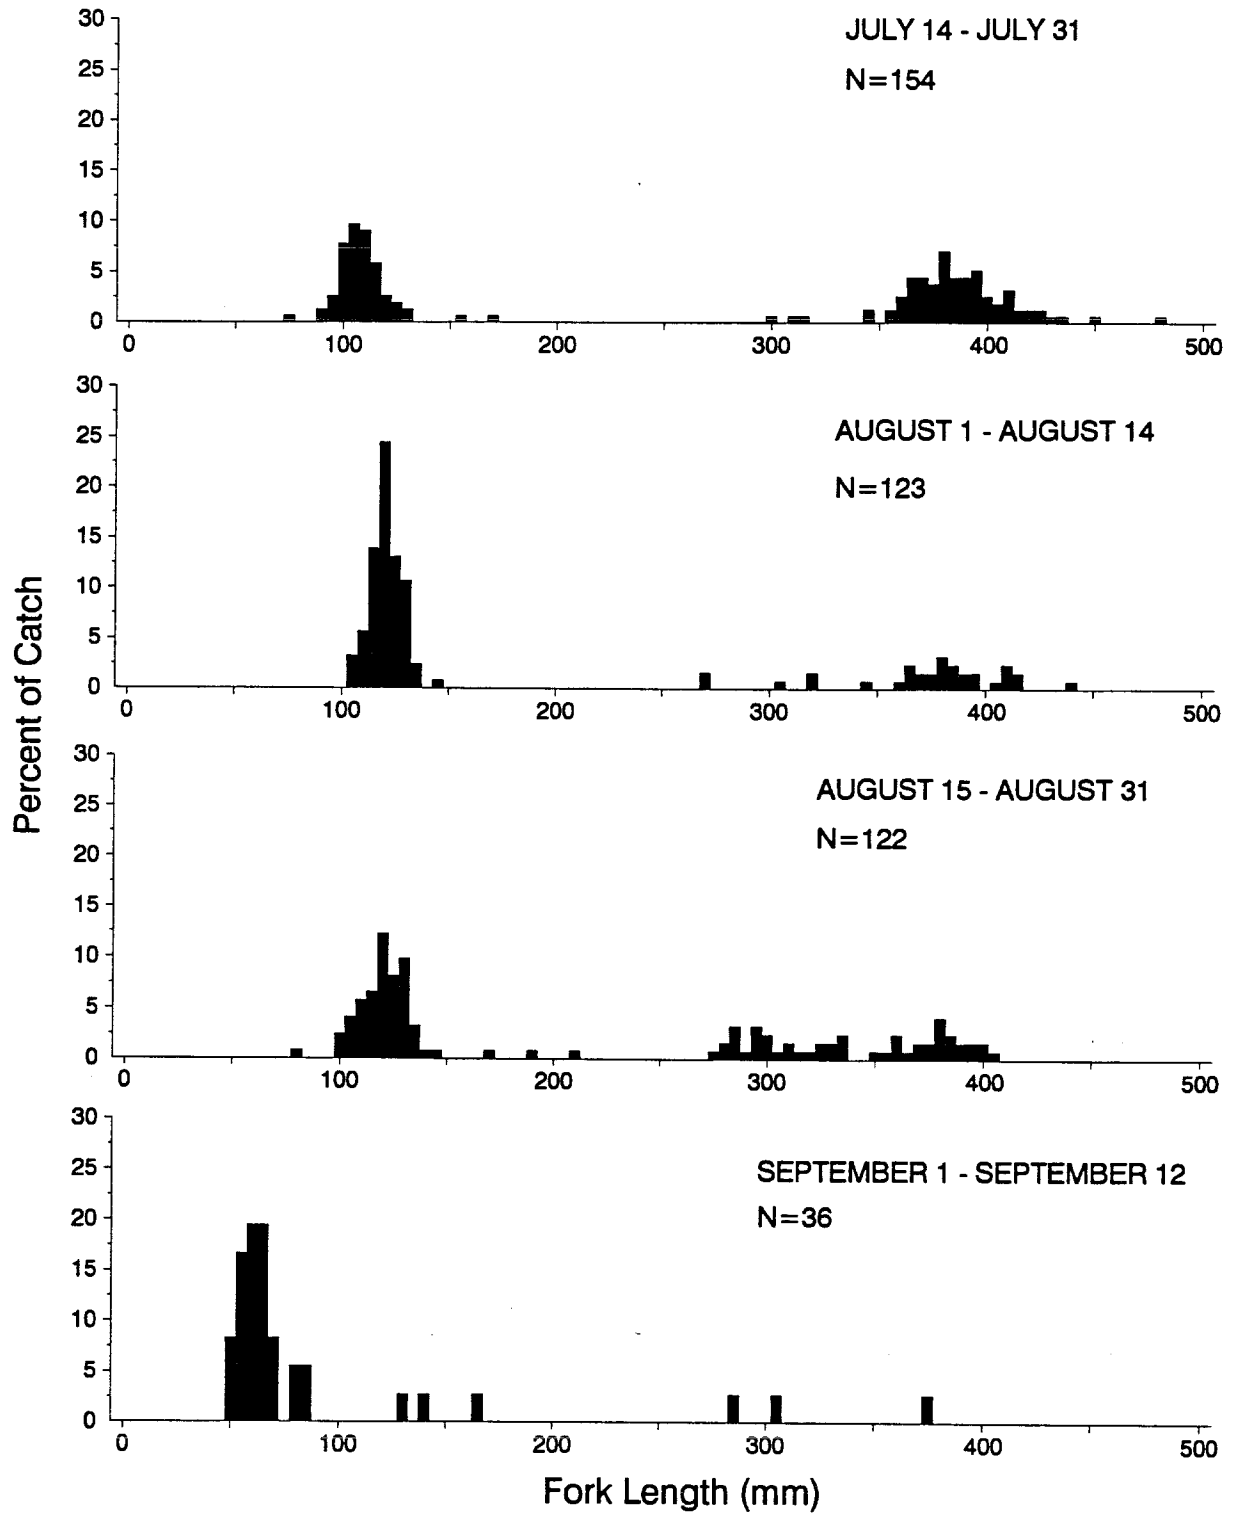 30
25
20
15
10
5
0
JULY 14 - JULY 31
N=154
0 100 200 300 400 500
30
25
20
15
10
5
0
AUGUST 1 - AUGUST 14
N=123
0 100 200 300 400 500
Percent of Catch
30
25
20
15
10
5
0
AUGUST 15 - AUGUST 31
N=122
0 100 200 300 400 500
30
25
20
15
10
5
0
SEPTEMBER 1 - SEPTEMBER 12
N=36
0 100 200 300 400 500
Fork Length (mm)